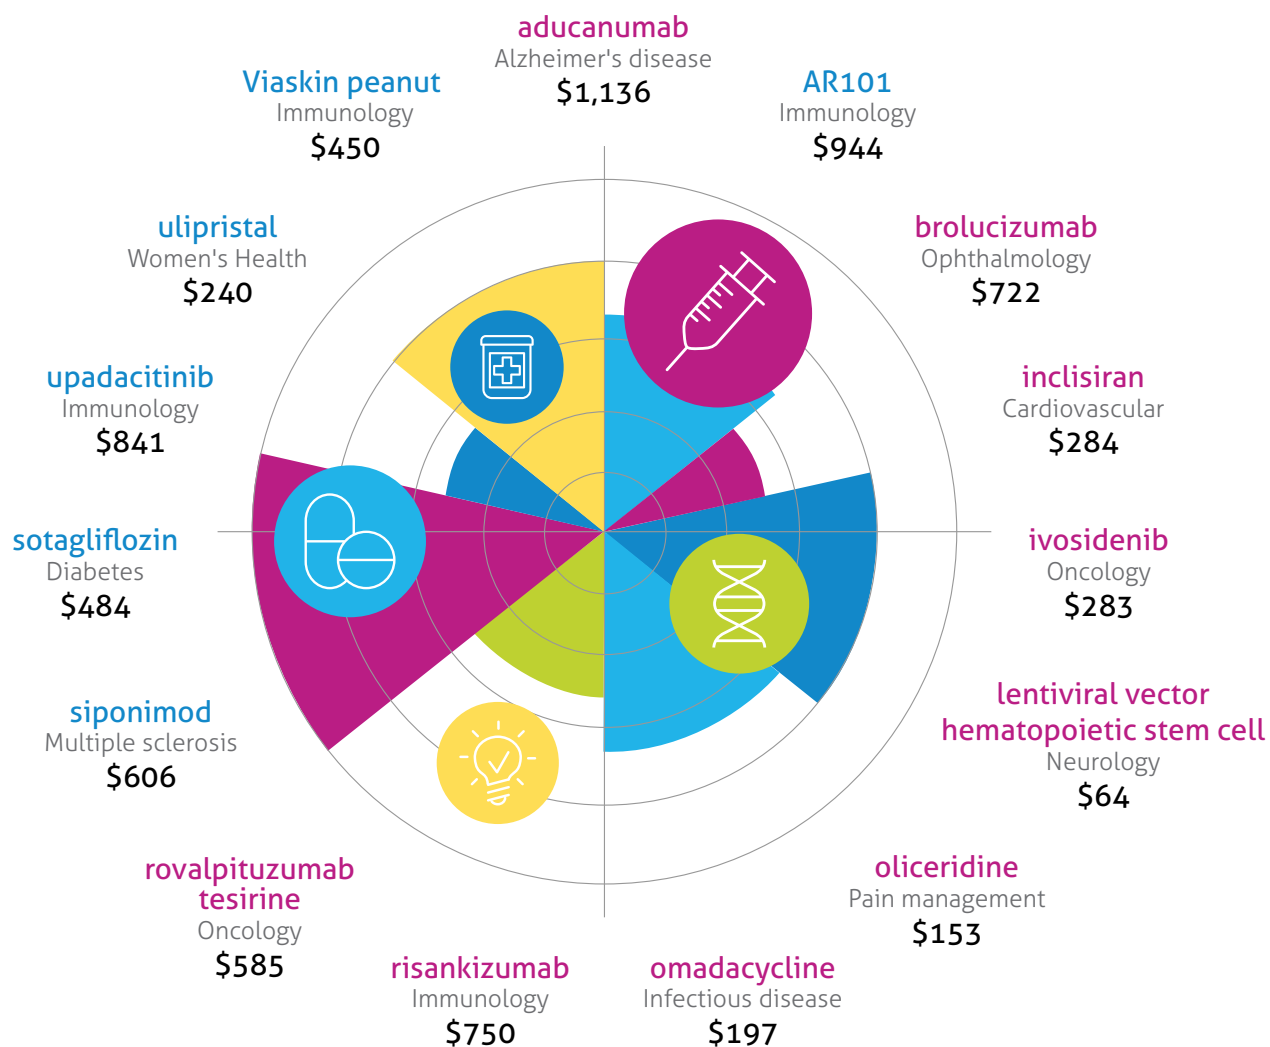 aducanumab
Alzheimer's disease
$1,136
AR101
Immunology
$944
brolucizumab
Ophthalmology
$722
inclisiran
Cardiovascular
$284
ivosidenib
Oncology
$283
lentiviral vector
hematopoietic stem cell
Neurology
$64
oliceridine
Pain management
$153
omadacycline
Infectious disease
$197
risankizumab
Immunology
$750
rovalpituzumab
tesirine
Oncology
$585
siponimod
Multiple sclerosis
$606
sotagliflozin
Diabetes
$484
upadacitinib
Immunology
$841
ulipristal
Women's Health
$240
Viaskin peanut
Immunology
$450